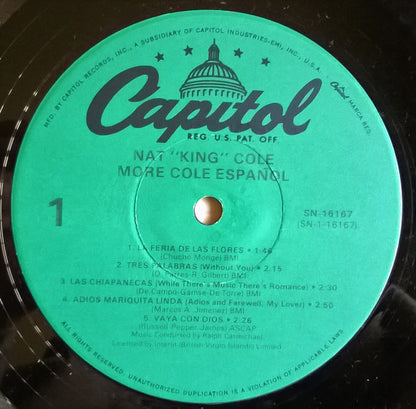 MFD. BY CAPITOL RECORDS, INC., A SUBSIDIARY OF CAPITOL INDUSTRIES-EMI, INC., U.S.A.
Capitol
MARCA REG.
Capitol
REG. U.S. PAT. OFF.
NAT "KING" COLE
MORE COLE ESPAÑOL
1
SN-16167
(SN-1-16167)
1. LA FERIA DE LAS FLORES • 1:46
(Chucho Monge) BMI
2. TRES PALABRAS (Without You) • 2:15
(O. Farres-R. Gilbert) BMI
3. LAS CHIAPANECAS (While There's Music There's Romance) • 2:30
(De Campo-Garnse-De Torre) BMI
4. ADIOS MARIQUITA LINDA (Adios and Farewell, My Lover) • 2:50
(Marcos A. Jimenez) BMI
5. VAYA CON DIOS • 2:26
(Russell-Pepper-James) ASCAP
Music Conducted by Ralph Carmichael
Licensed by Interin-British Virgin Islands Limited
ALL RIGHTS RESERVED. UNAUTHORIZED DUPLICATION IS A VIOLATION OF APPLICABLE LAWS.